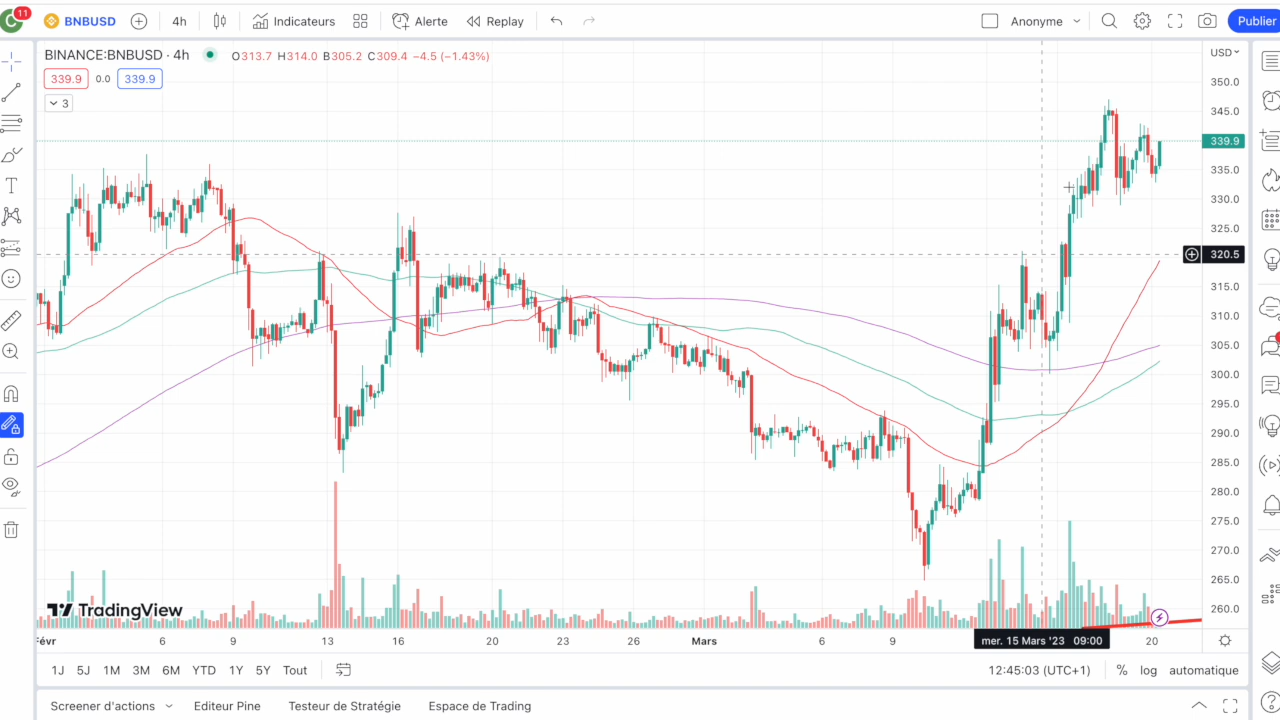 C 11 BNBUSD 4h Indicateurs Alerte Replay Anonyme Publier
BINANCE:BNBUSD · 4h O313.7 H314.0 B305.2 C309.4 −4.5 (−1.43%) USD
339.9 0.0 339.9
3
350.0
345.0
339.9
335.0
330.0
325.0
320.5
315.0
310.0
305.0
300.0
295.0
290.0
285.0
280.0
275.0
270.0
265.0
260.0
TradingView
Févr 6 9 13 16 20 23 26 Mars 6 9 mer. 15 Mars '23 09:00 20
1J 5J 1M 3M 6M YTD 1Y 5Y Tout 12:45:03 (UTC+1) % log automatique
Screener d'actions Editeur Pine Testeur de Stratégie Espace de Trading